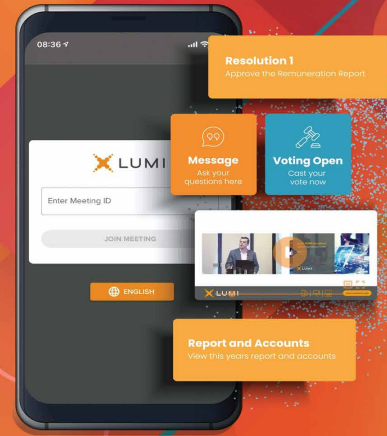 08:36
Resolution 1
Approve the Remuneration Report
LUMI
Message
Ask your
questions here
Voting Open
Cast your
vote now
Enter Meeting ID
JOIN MEETING
ENGLISH
LUMI
Report and Accounts
View this years report and accounts